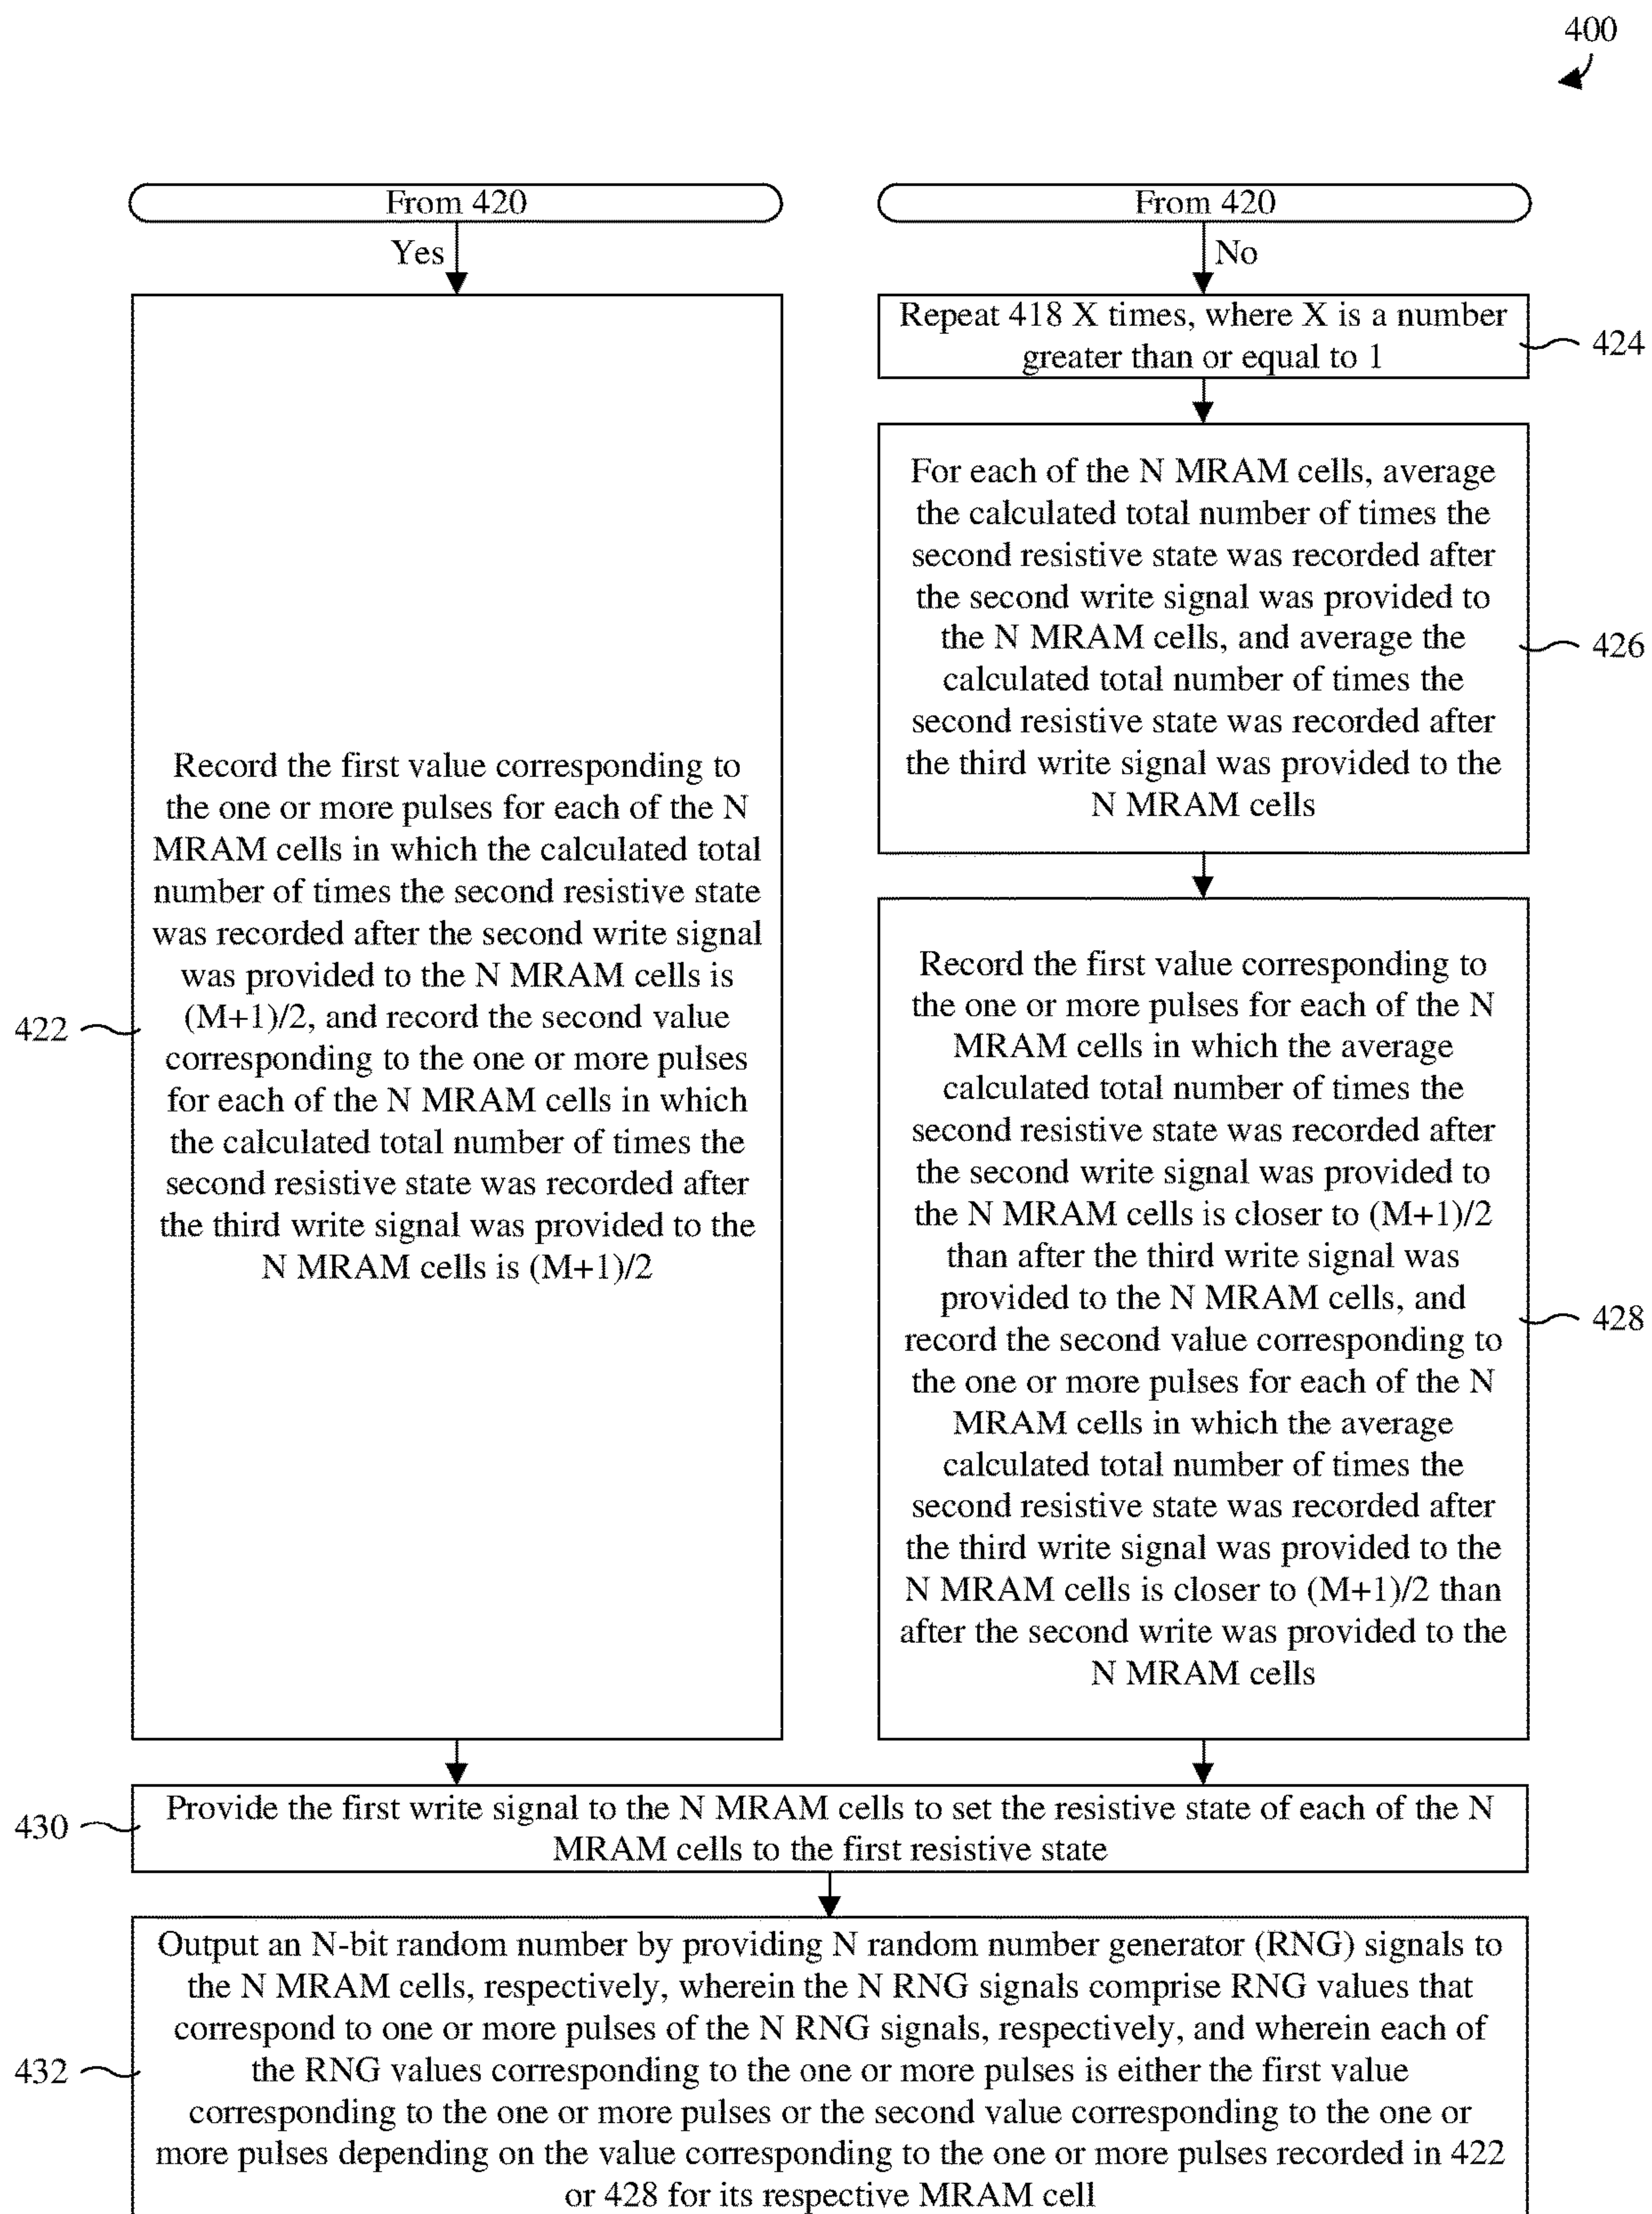 400
From 420
Yes
Record the first value corresponding to
the one or more pulses for each of the N
MRAM cells in which the calculated total
number of times the second resistive state
was recorded after the second write signal
was provided to the N MRAM cells is
(M+1)/2, and record the second value
corresponding to the one or more pulses
for each of the N MRAM cells in which
the calculated total number of times the
second resistive state was recorded after
the third write signal was provided to the
N MRAM cells is (M+1)/2
422
From 420
No
Repeat 418 X times, where X is a number
greater than or equal to 1
424
For each of the N MRAM cells, average
the calculated total number of times the
second resistive state was recorded after
the second write signal was provided to
the N MRAM cells, and average the
calculated total number of times the
second resistive state was recorded after
the third write signal was provided to the
N MRAM cells
426
Record the first value corresponding to
the one or more pulses for each of the N
MRAM cells in which the average
calculated total number of times the
second resistive state was recorded after
the second write signal was provided to
the N MRAM cells is closer to (M+1)/2
than after the third write signal was
provided to the N MRAM cells, and
record the second value corresponding to
the one or more pulses for each of the N
MRAM cells in which the average
calculated total number of times the
second resistive state was recorded after
the third write signal was provided to the
N MRAM cells is closer to (M+1)/2 than
after the second write was provided to the
N MRAM cells
428
Provide the first write signal to the N MRAM cells to set the resistive state of each of the N
MRAM cells to the first resistive state
430
Output an N-bit random number by providing N random number generator (RNG) signals to
the N MRAM cells, respectively, wherein the N RNG signals comprise RNG values that
correspond to one or more pulses of the N RNG signals, respectively, and wherein each of
the RNG values corresponding to the one or more pulses is either the first value
corresponding to the one or more pulses or the second value corresponding to the one or
more pulses depending on the value corresponding to the one or more pulses recorded in 422
or 428 for its respective MRAM cell
432